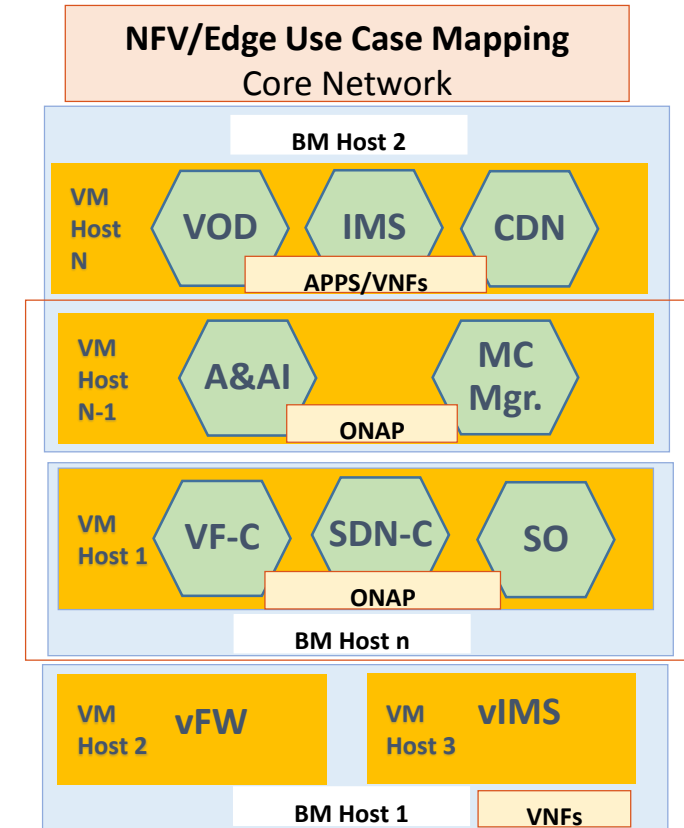 NFV/Edge Use Case Mapping
Core Network
BM Host 2
VM
Host
N
VOD
IMS
CDN
APPS/VNFs
VM
Host
N-1
A&AI
MC
Mgr.
ONAP
VM
Host 1
VF-C
SDN-C
SO
ONAP
BM Host n
VM
Host 2
vFW
VM
Host 3
vIMS
BM Host 1
VNFs